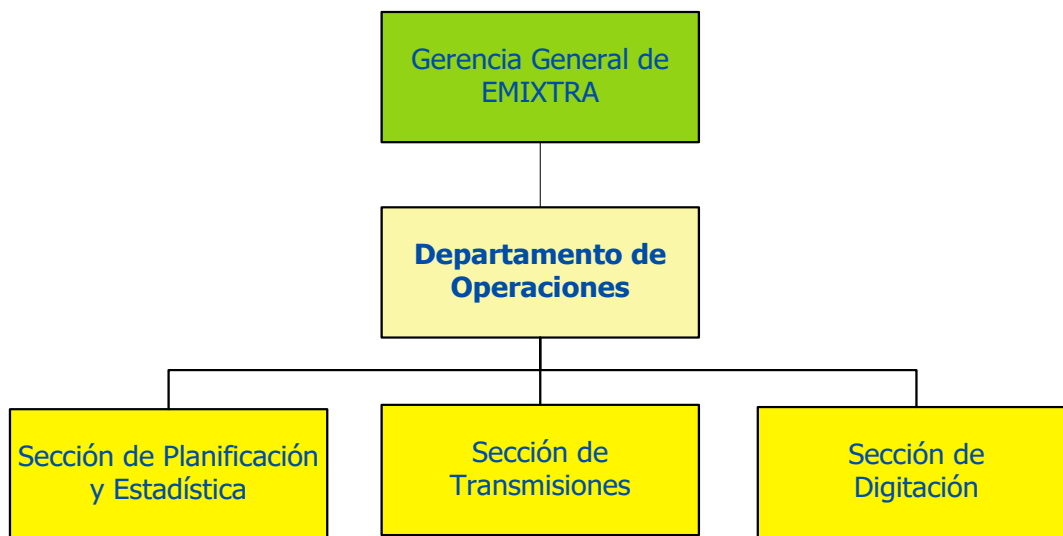 Gerencia General de
EMIXTRA
Departamento de
Operaciones
Sección de Planificación
y Estadística
Sección de
Transmisiones
Sección de
Digitación